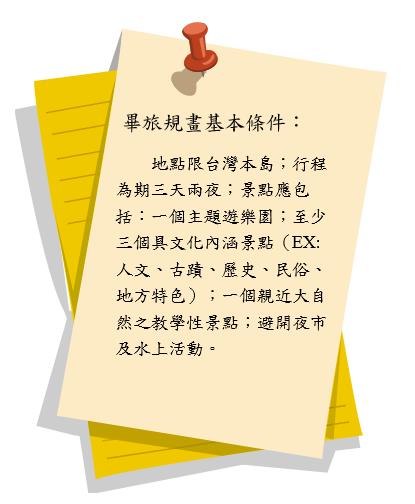 畢旅規畫基本條件：
地點限台灣本島；行程
為期三天兩夜；景點應包
括：一個主題遊樂園；至少
三個具文化內涵景點（EX:
人文、古蹟、歷史、民俗、
地方特色）；一個親近大自
然之教學性景點；避開夜市
及水上活動。